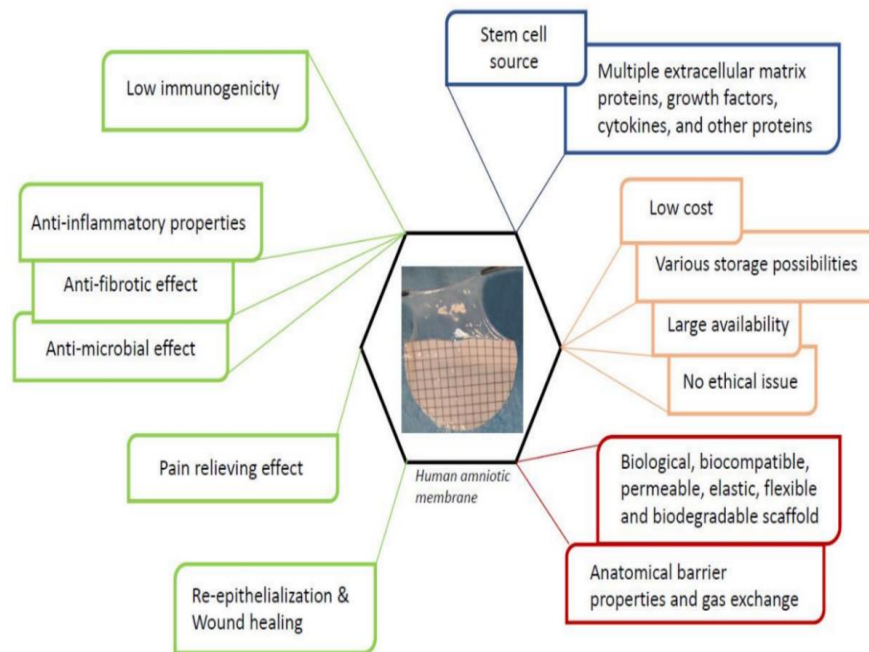 Stem cell
source
Multiple extracellular matrix
proteins, growth factors,
cytokines, and other proteins
Low immunogenicity
Anti-inflammatory properties
Anti-fibrotic effect
Anti-microbial effect
Low cost
Various storage possibilities
Large availability
No ethical issue
Pain relieving effect
Human amniotic
membrane
Biological, biocompatible,
permeable, elastic, flexible
and biodegradable scaffold
Anatomical barrier
properties and gas exchange
Re-epithelialization &
Wound healing